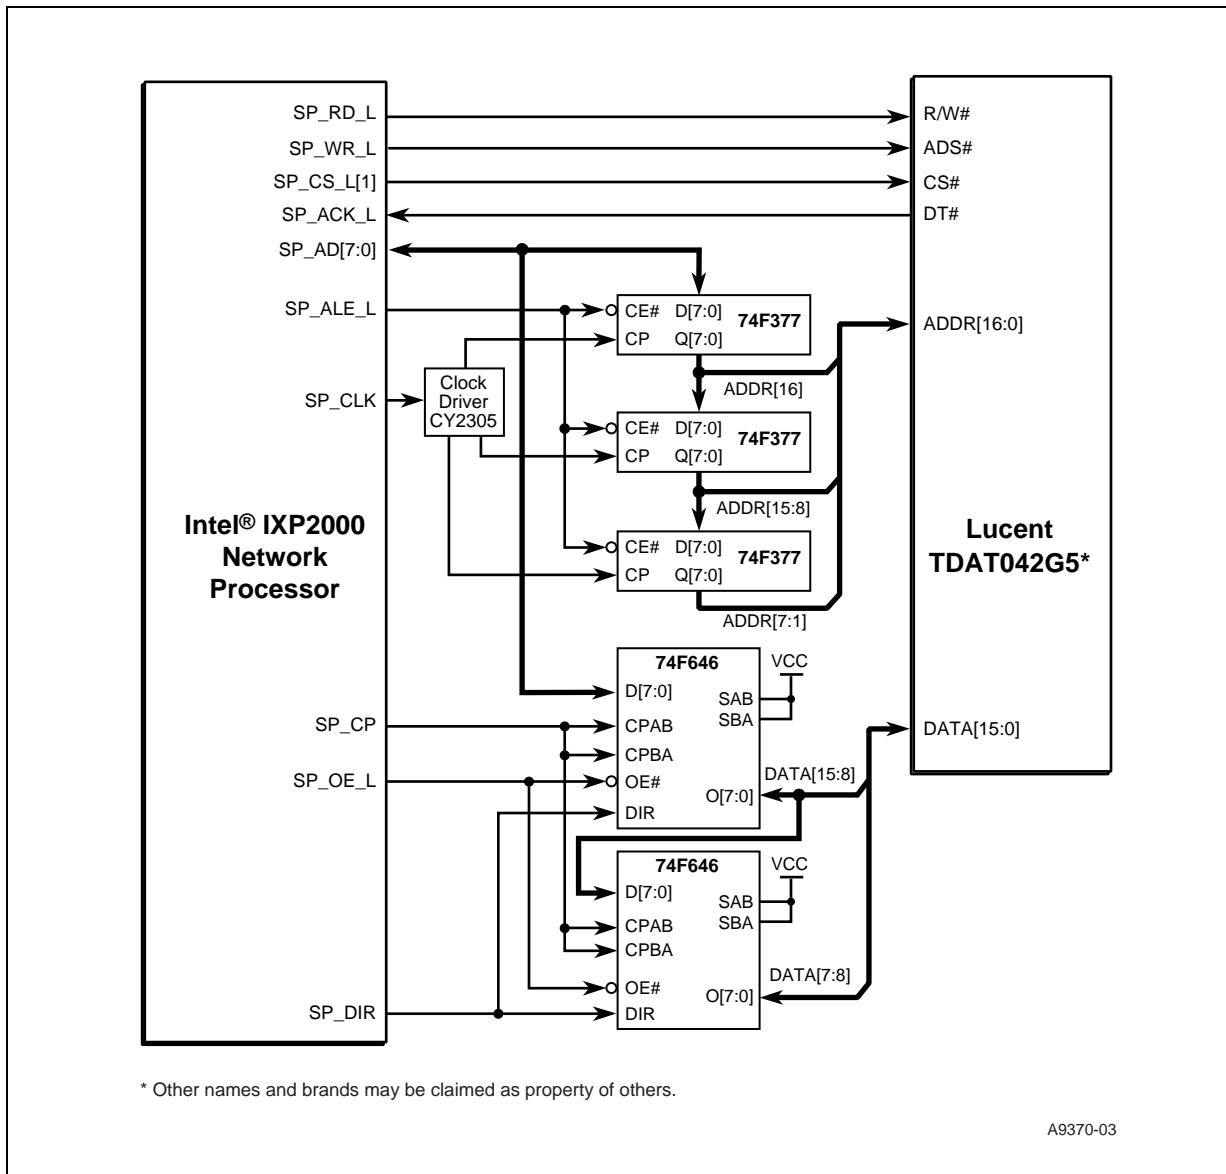 SP_RD_L
SP_WR_L
SP_CS_L[1]
SP_ACK_L
SP_AD[7:0]
SP_ALE_L
SP_CLK
Intel® IXP2000
Network
Processor
SP_CP
SP_OE_L
SP_DIR
Clock
Driver
CY2305
CE# D[7:0]
74F377
CP Q[7:0]
ADDR[16]
CE# D[7:0]
74F377
CP Q[7:0]
ADDR[15:8]
CE# D[7:0]
74F377
CP Q[7:0]
ADDR[7:1]
74F646
VCC
D[7:0]
SAB
SBA
CPAB
CPBA
OE#
DIR
O[7:0]
DATA[15:8]
74F646
VCC
D[7:0]
SAB
SBA
CPAB
CPBA
OE#
DIR
O[7:0]
DATA[7:8]
R/W#
ADS#
CS#
DT#
ADDR[16:0]
Lucent
TDAT042G5*
DATA[15:0]
* Other names and brands may be claimed as property of others.
A9370-03